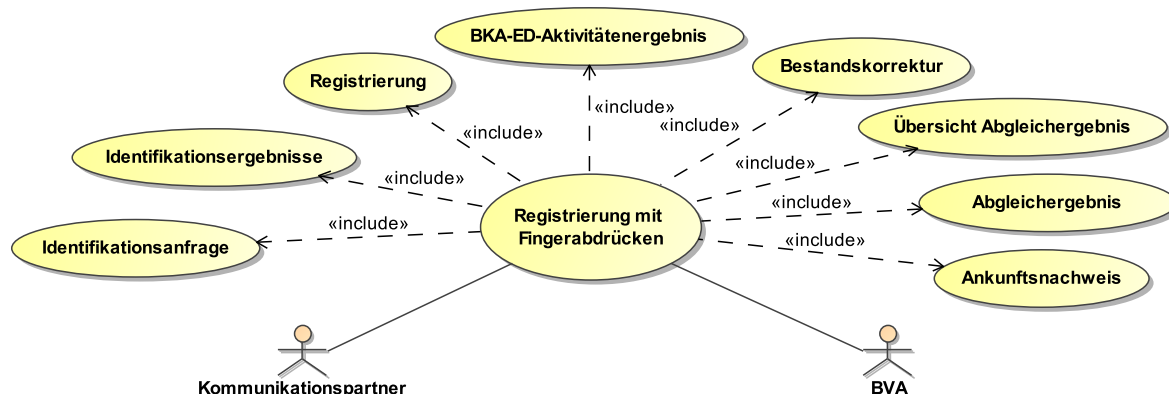 BKA-ED-Aktivitätenergebnis
Registrierung
Bestandskorrektur
«include»
«include»
«include»
Übersicht Abgleichergebnis
Identifikationsergebnisse
«include»
«include»
Abgleichergebnis
Registrierung mit
Fingerabdrücken
«include»
«include»
Identifikationsanfrage
Ankunftsnachweis
Kommunikationspartner
BVA